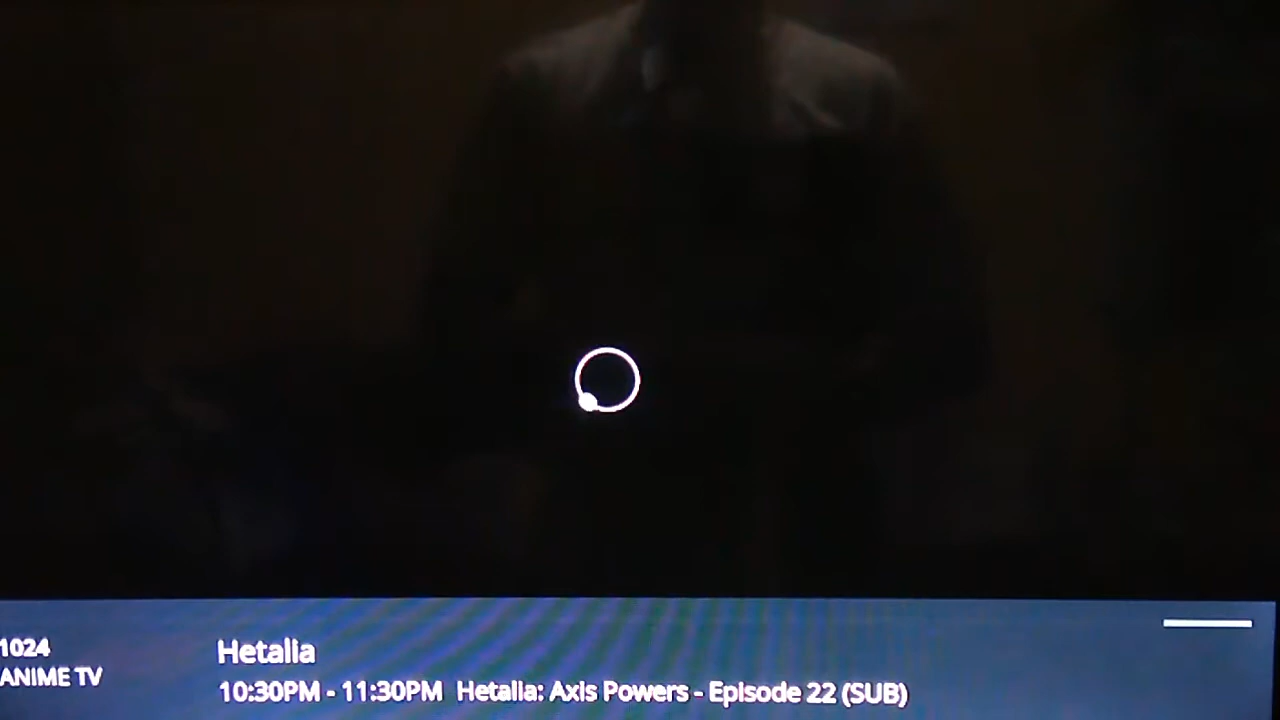 1024
ANIME TV
Hetalia
10:30PM - 11:30PM Hetalia: Axis Powers - Episode 22 (SUB)